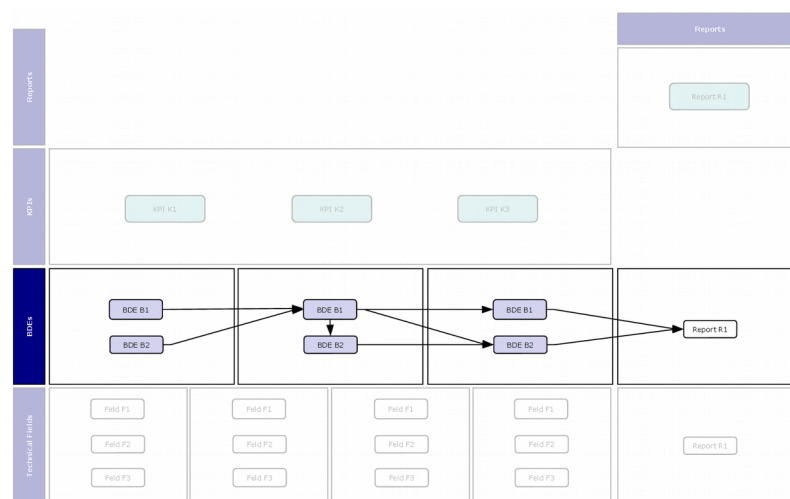 Reports
Reports
Report R1
KPIs
KPI K1 KPI K2 KPI K3
BDEs
BDE B1 BDE B1 BDE B1
BDE B2 BDE B2 BDE B2
Report R1
Technical Fields
Feld F1 Feld F1 Feld F1 Feld F1
Feld F2 Feld F2 Feld F2 Feld F2
Feld F3 Feld F3 Feld F3 Feld F3
Report R1